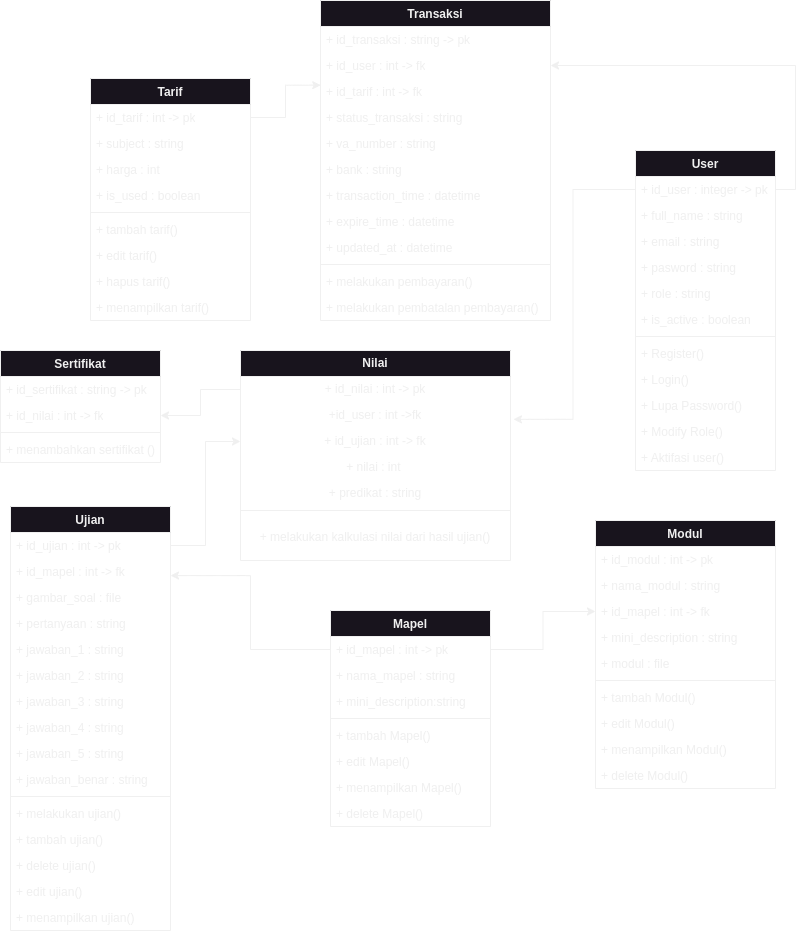 Transaksi
+ id_transaksi : string -> pk
+ id_user : int -> fk
+ id_tarif : int -> fk
+ status_transaksi : string
+ va_number : string
+ bank : string
+ transaction_time : datetime
+ expire_time : datetime
+ updated_at : datetime
+ melakukan pembayaran()
+ melakukan pembatalan pembayaran()
Tarif
+ id_tarif : int -> pk
+ subject : string
+ harga : int
+ is_used : boolean
+ tambah tarif()
+ edit tarif()
+ hapus tarif()
+ menampilkan tarif()
User
+ id_user : integer -> pk
+ full_name : string
+ email : string
+ pasword : string
+ role : string
+ is_active : boolean
+ Register()
+ Login()
+ Lupa Password()
+ Modify Role()
+ Aktifasi user()
Sertifikat
+ id_sertifikat : string -> pk
+ id_nilai : int -> fk
+ menambahkan sertifikat ()
Nilai
+ id_nilai : int -> pk
+id_user : int ->fk
+ id_ujian : int -> fk
+ nilai : int
+ predikat : string
+ melakukan kalkulasi nilai dari hasil ujian()
Ujian
+ id_ujian : int -> pk
+ id_mapel : int -> fk
+ gambar_soal : file
+ pertanyaan : string
+ jawaban_1 : string
+ jawaban_2 : string
+ jawaban_3 : string
+ jawaban_4 : string
+ jawaban_5 : string
+ jawaban_benar : string
+ melakukan ujian()
+ tambah ujian()
+ delete ujian()
+ edit ujian()
+ menampilkan ujian()
Mapel
+ id_mapel : int -> pk
+ nama_mapel : string
+ mini_description:string
+ tambah Mapel()
+ edit Mapel()
+ menampilkan Mapel()
+ delete Mapel()
Modul
+ id_modul : int -> pk
+ nama_modul : string
+ id_mapel : int -> fk
+ mini_description : string
+ modul : file
+ tambah Modul()
+ edit Modul()
+ menampilkan Modul()
+ delete Modul()